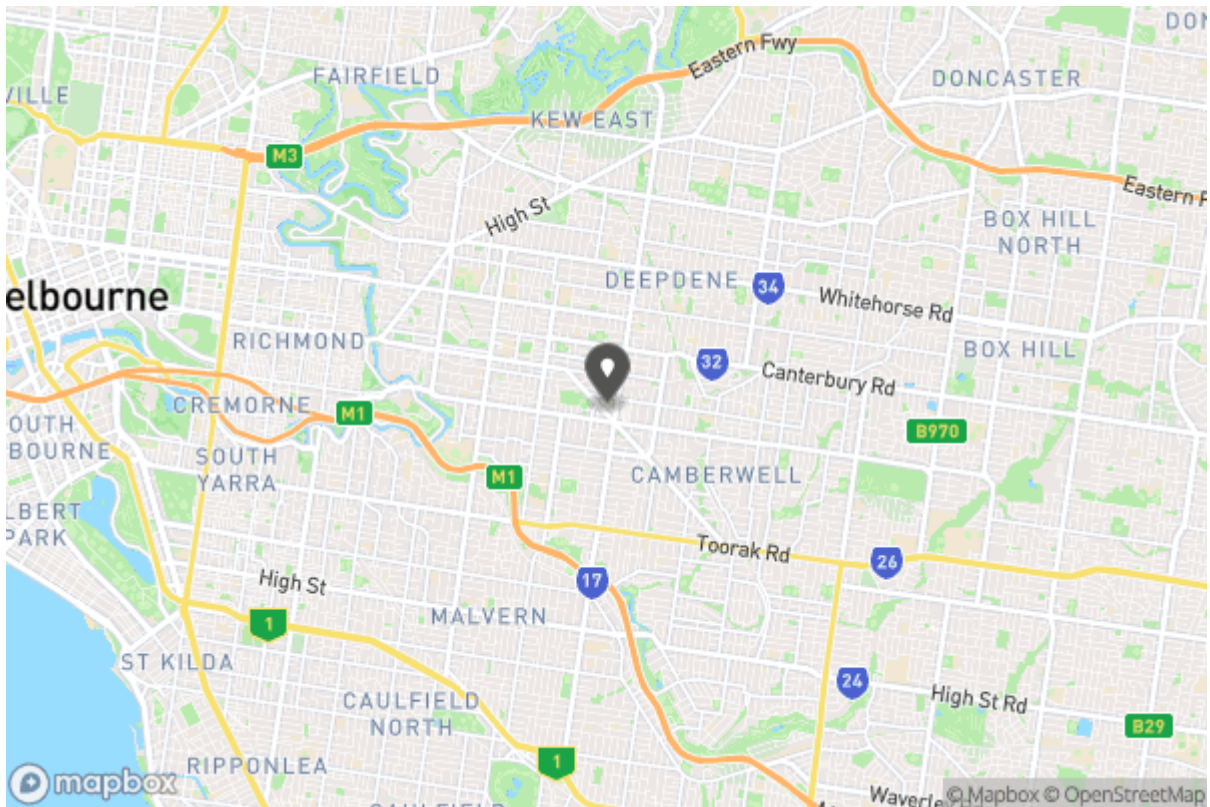 DON
Eastern Fwy
FAIRFIELD
DONCASTER
VILLE
KEW EAST
M3
Eastern F
High St
BOX HILL
NORTH
DEEPDENE
34
elbourne
Whitehorse Rd
RICHMOND
BOX HILL
32
Canterbury Rd
CREMORNE
M1
B970
OUTH
BOURNE
SOUTH
YARRA
M1
CAMBERWELL
LBERT
PARK
Toorak Rd
26
High St
17
1
MALVERN
ST KILDA
24
High St Rd
CAULFIELD
NORTH
B29
1
RIPPONLEA
mapbox
CAULFIELD
Waverley
© Mapbox © OpenStreetMap